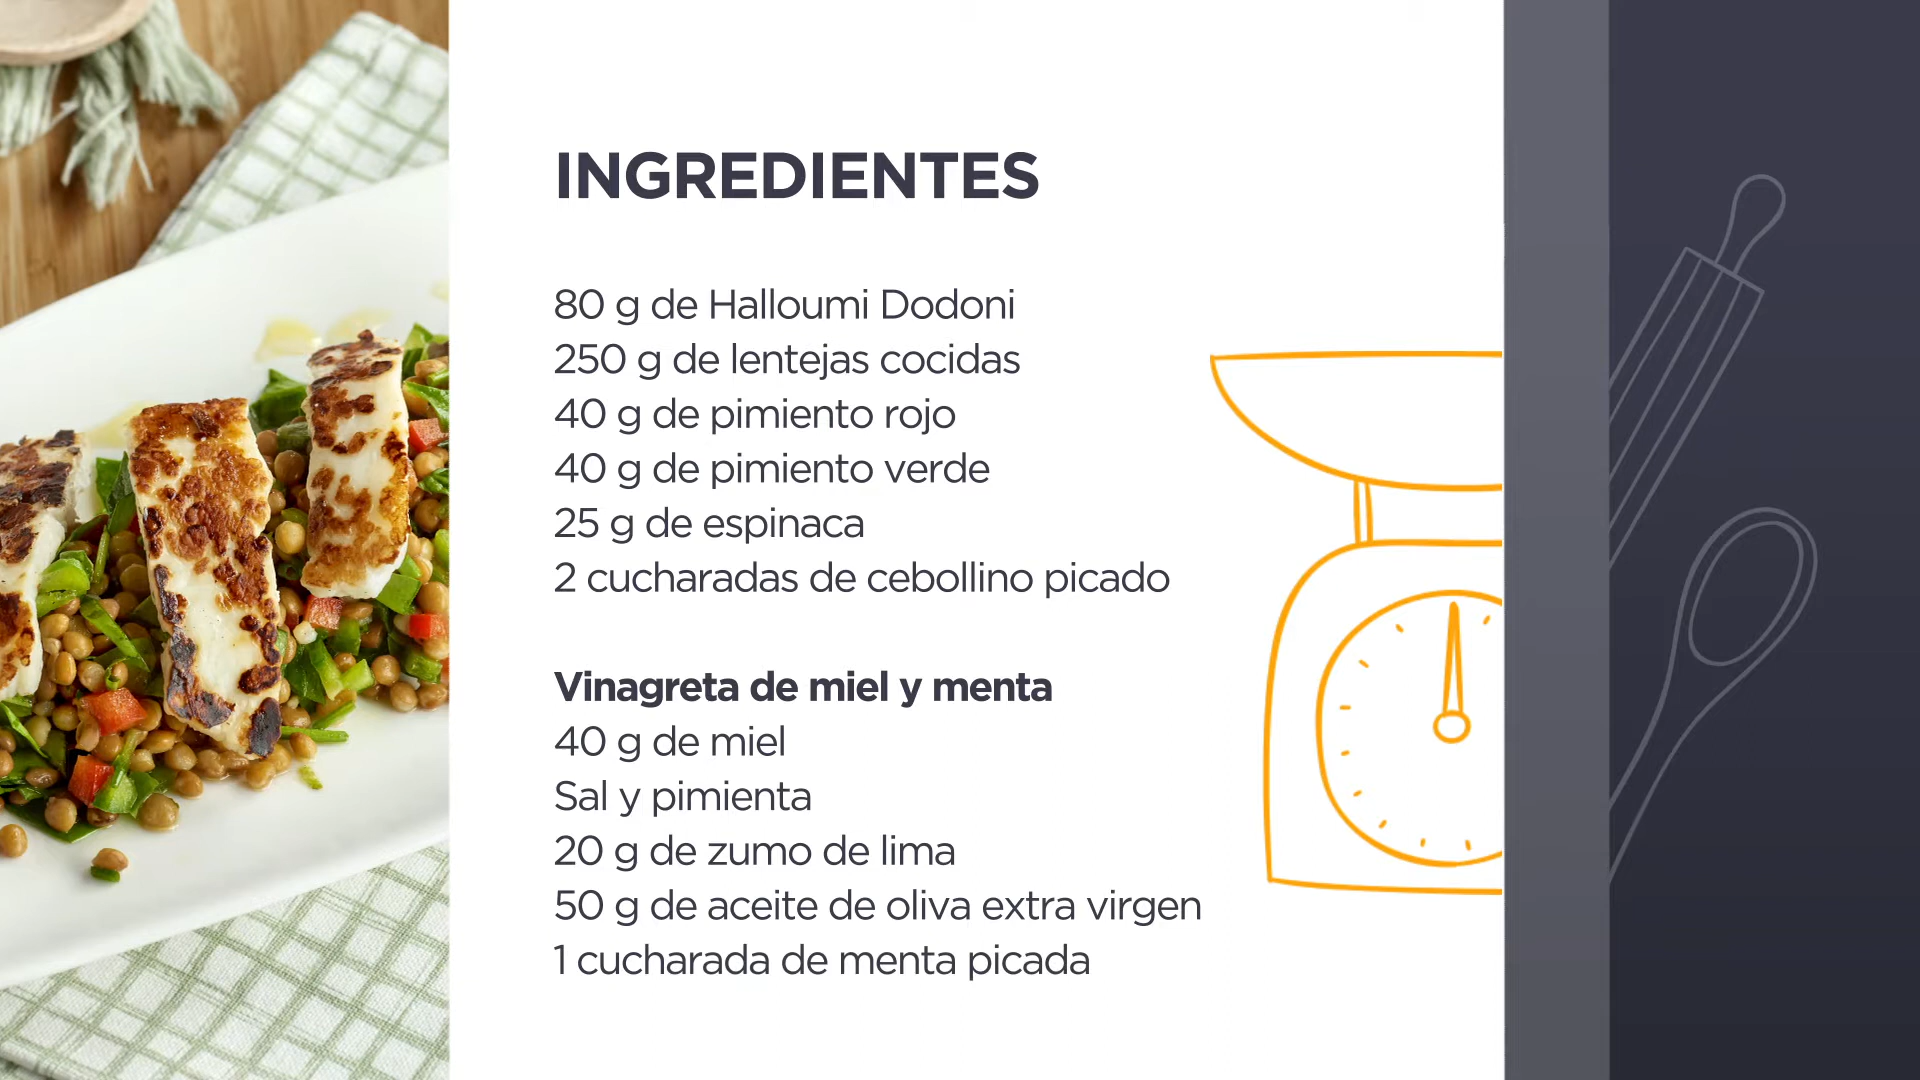 INGREDIENTES
80 g de Halloumi Dodoni
250 g de lentejas cocidas
40 g de pimiento rojo
40 g de pimiento verde
25 g de espinaca
2 cucharadas de cebollino picado
Vinagreta de miel y menta
40 g de miel
Sal y pimienta
20 g de zumo de lima
50 g de aceite de oliva extra virgen
1 cucharada de menta picada